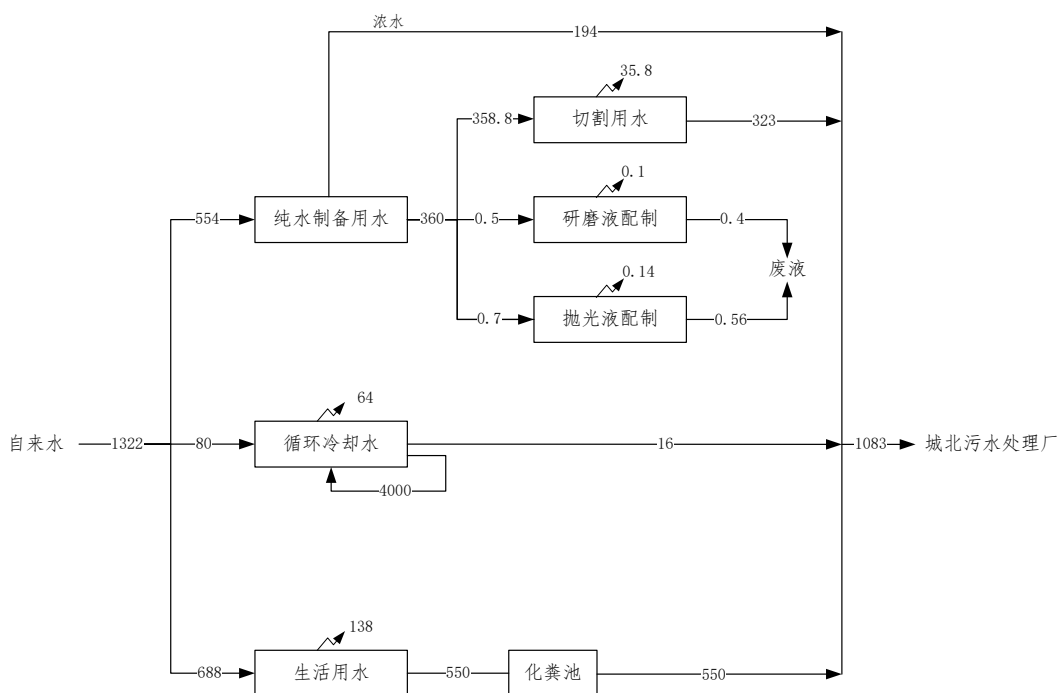 浓水
194
35.8
358.8
切割用水
323
0.1
554
纯水制备用水
360
0.5
研磨液配制
0.4
废液
0.14
0.7
抛光液配制
0.56
64
自来水
1322
80
循环冷却水
16
1083
城北污水处理厂
4000
138
688
生活用水
550
化粪池
550